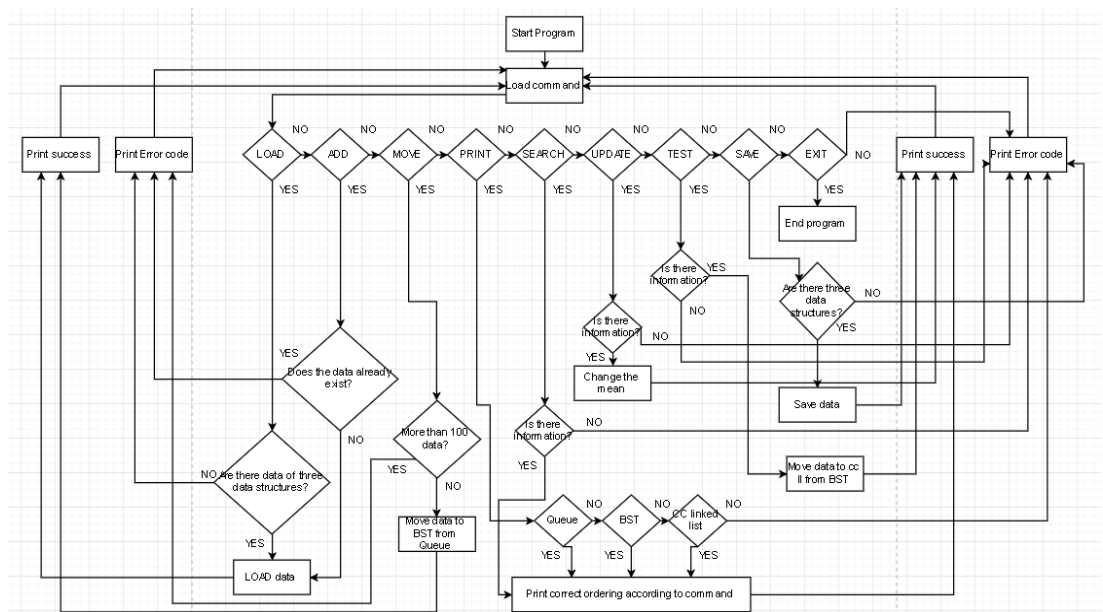 Start Program
Load command
NO
NO
NO
NO
NO
NO
NO
NO
LOAD
ADD
MOVE
PRINT
SEARCH
UPDATE
TEST
SAVE
EXIT
NO
Print success
Print Error code
Print success
Print Error code
YES
YES
YES
YES
YES
YES
YES
YES
YES
End program
Is there
information?
YES
NO
Are there three
data
structures?
NO
YES
Is there
information?
NO
YES
Change the
mean
Save data
YES
Does the data already
exist?
NO
More than 100
data?
YES
NO
Is there
information?
NO
YES
NO
Are there data of three
data structures?
YES
Move data to cc
ll from BST
Move data to
BST from
Queue
Queue
NO
BST
NO
CC linked
list
NO
YES
YES
YES
LOAD data
Print correct ordering according to command